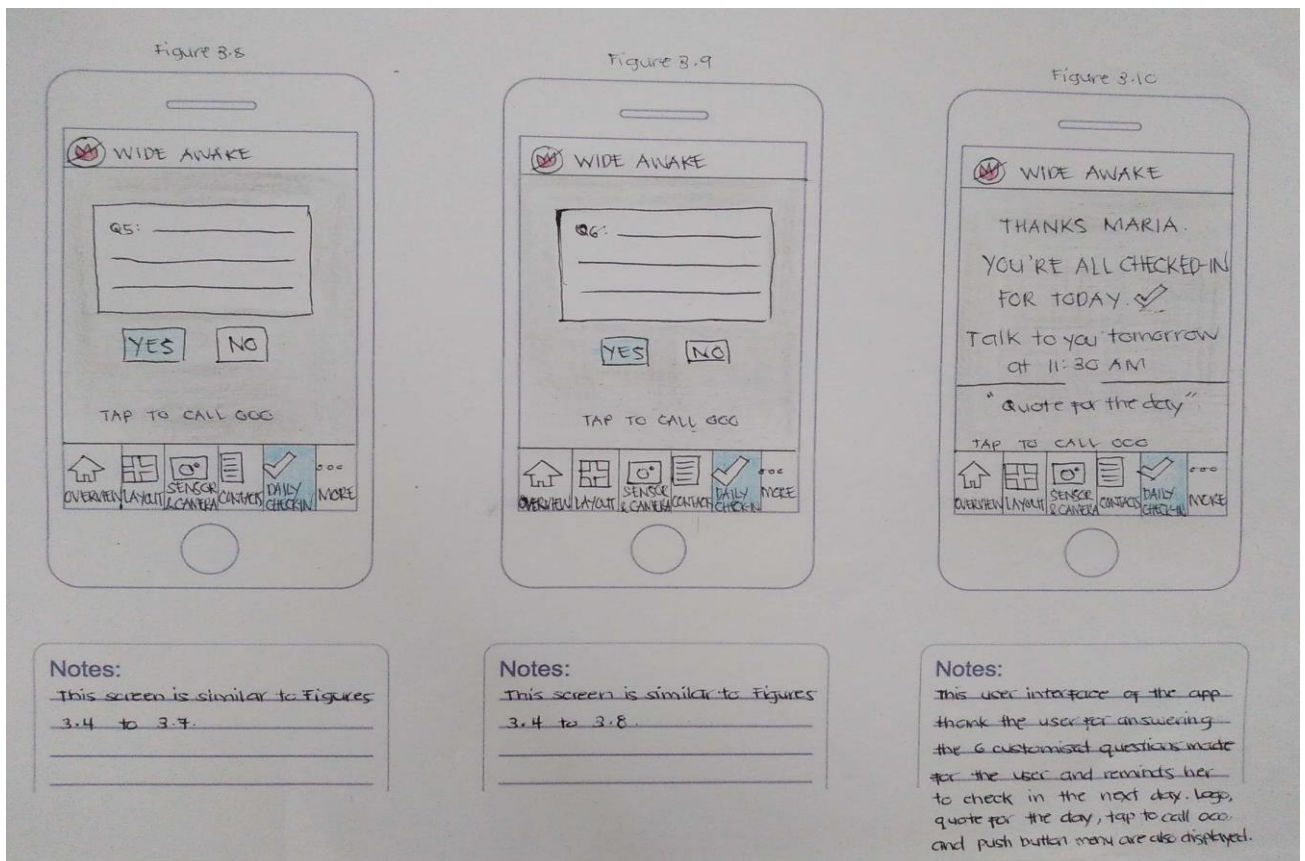 Figure 3.8
WIDE AWAKE
Q5:
YES
NO
TAP TO CALL 000
OVERVIEW
LAYOUT
SENSOR
& CAMERA
CONTACTS
DAILY
CHECK-IN
MORE
Notes:
This screen is similar to Figures
3.4 to 3.7.
Figure 3.9
WIDE AWAKE
Q6:
YES
NO
TAP TO CALL 000
OVERVIEW
LAYOUT
SENSOR
& CAMERA
CONTACTS
DAILY
CHECK-IN
MORE
Notes:
This screen is similar to Figures
3.4 to 3.8.
Figure 3.10
WIDE AWAKE
THANKS MARIA.
YOU'RE ALL CHECKED-IN
FOR TODAY.
Talk to you tomorrow
at 11:30 AM
"Quote for the day"
TAP TO CALL 000
OVERVIEW
LAYOUT
SENSOR
& CAMERA
CONTACTS
DAILY
CHECK-IN
MORE
Notes:
This user interface of the app
thank the user for answering
the 6 customised questions made
for the user and reminds her
to check in the next day. Logo,
quote for the day, tap to call 000,
and push button menu are also displayed.